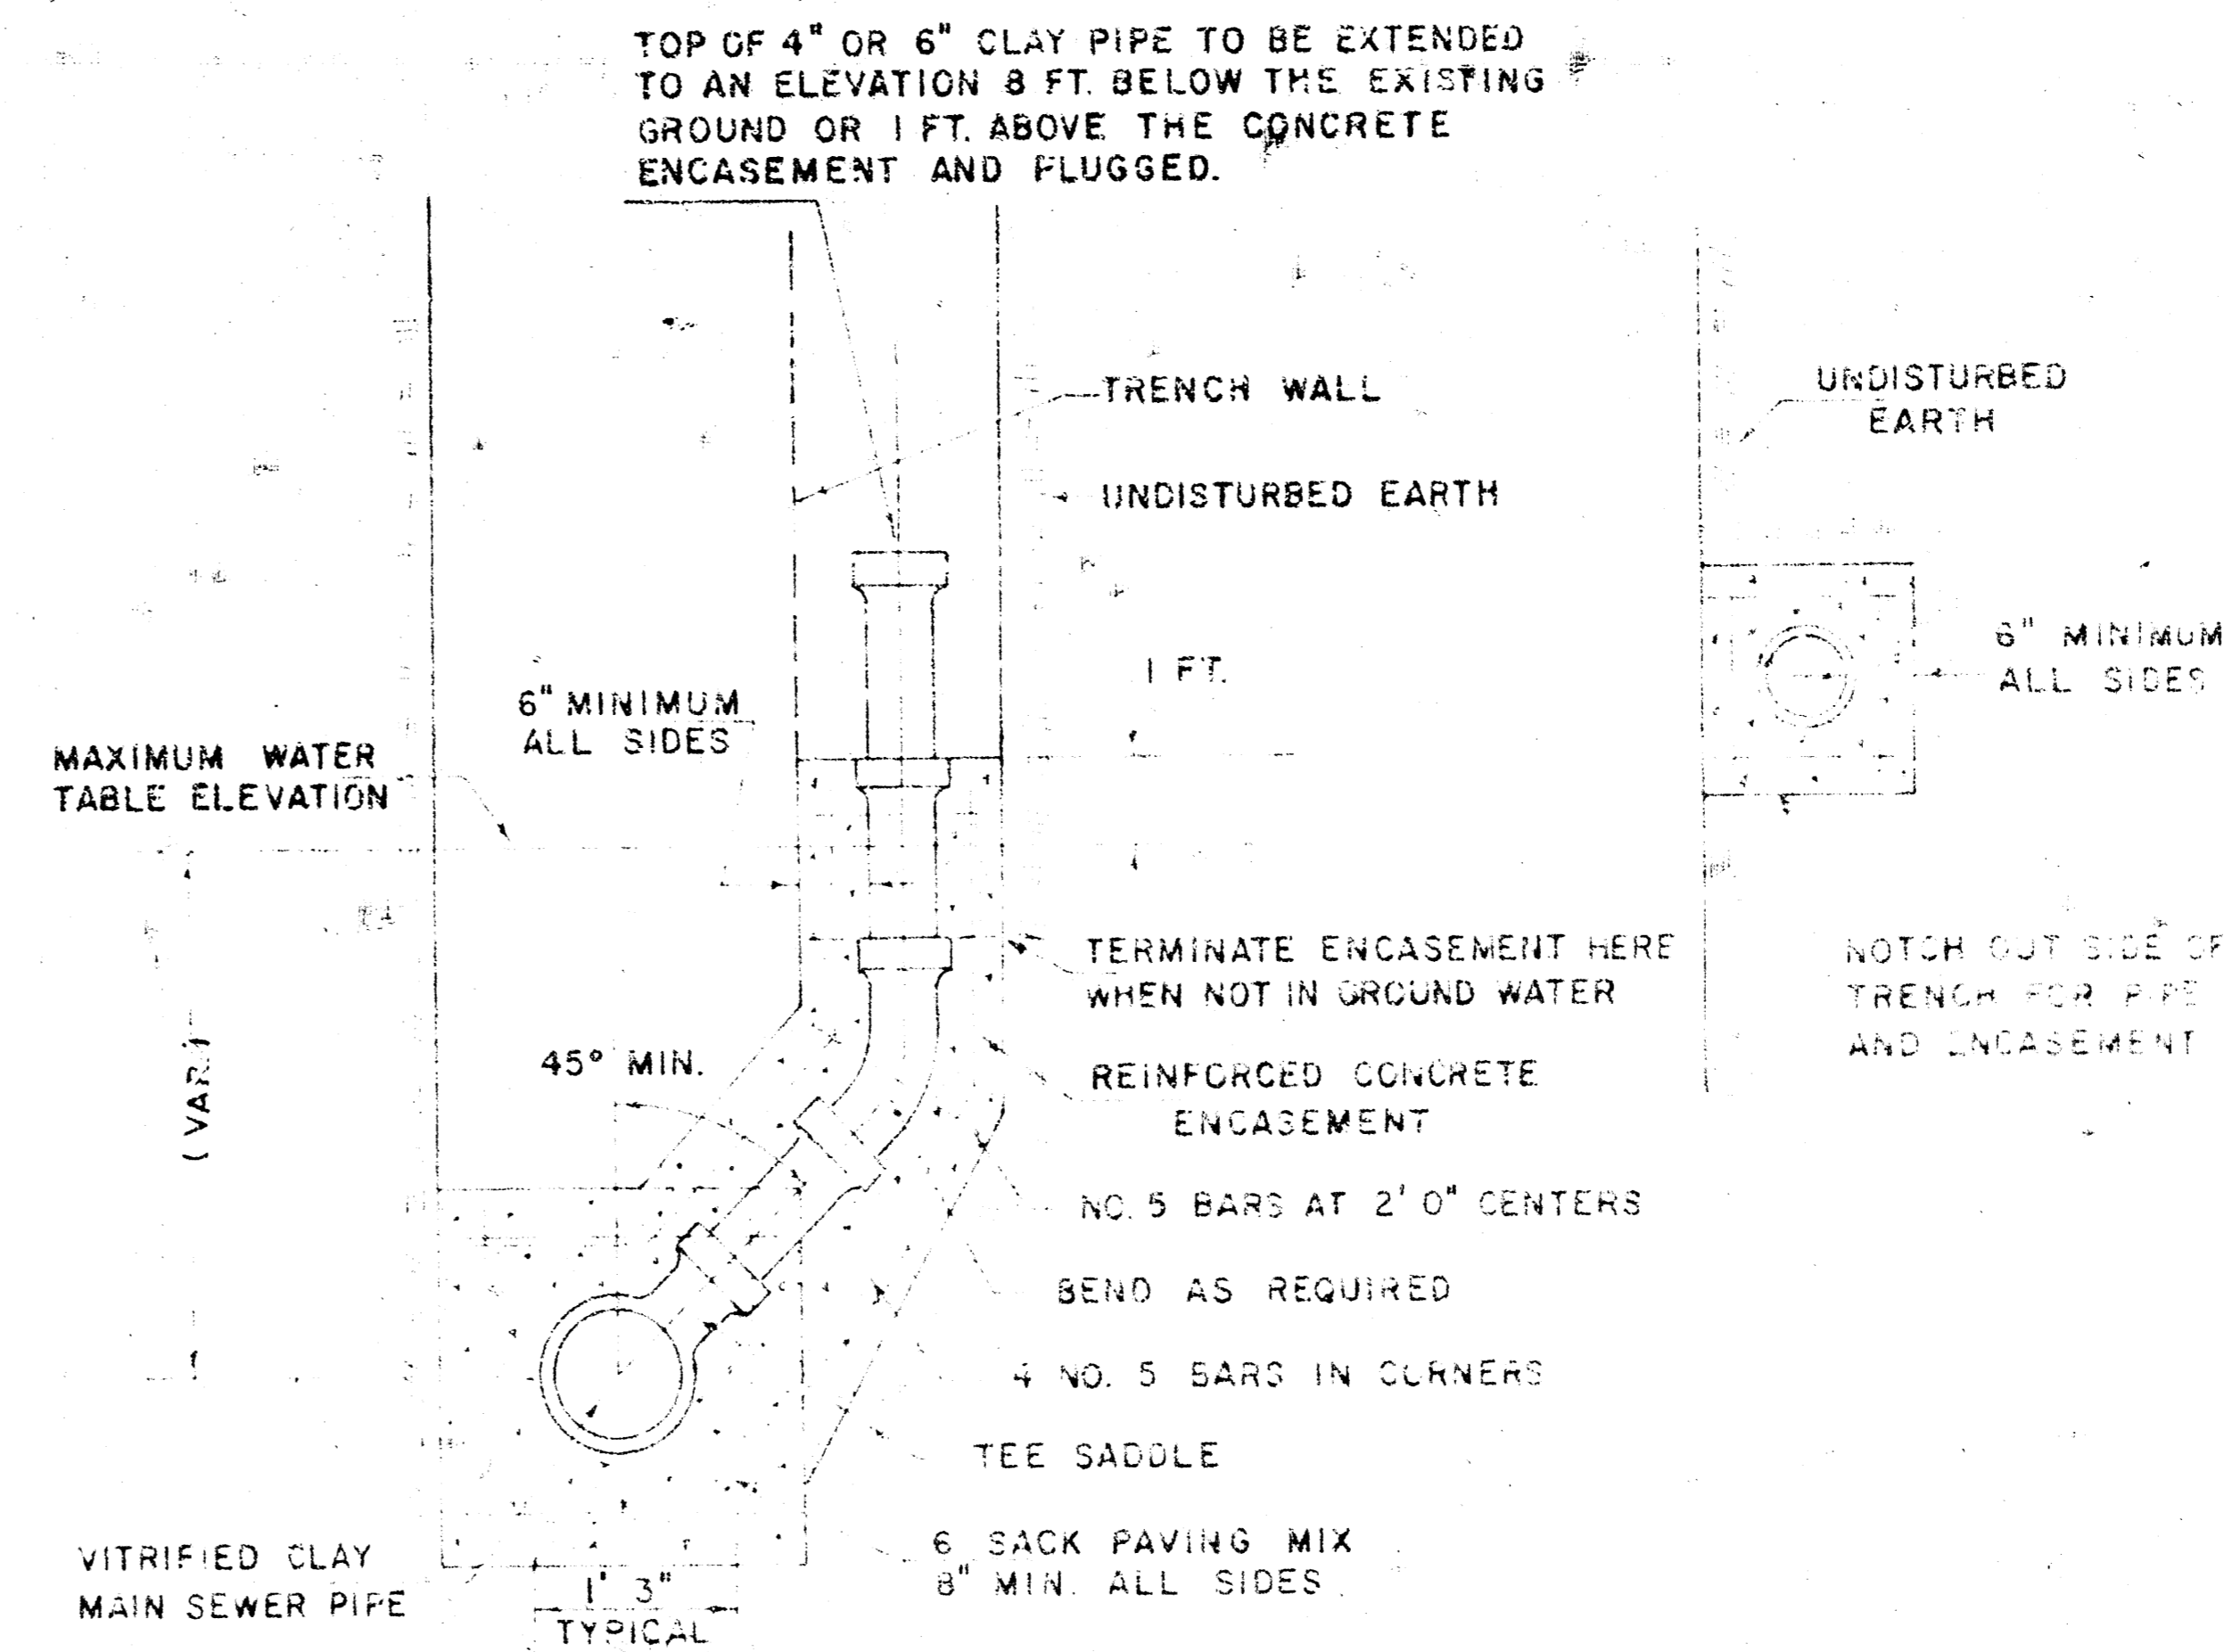 TOP OF 4" OR 6" CLAY PIPE TO BE EXTENDED
TO AN ELEVATION 8 FT. BELOW THE EXISTING
GROUND OR 1 FT. ABOVE THE CONCRETE
ENCASEMENT AND PLUGGED.
TRENCH WALL
UNDISTURBED
EARTH
UNDISTURBED EARTH
1 FT.
6" MINIMUM
ALL SIDES
6" MINIMUM
ALL SIDES
MAXIMUM WATER
TABLE ELEVATION
TERMINATE ENCASEMENT HERE
WHEN NOT IN GROUND WATER
NOTCH OUT SIDE OF
TRENCH FOR PIPE
AND ENCASEMENT
(VAR.)
45° MIN.
REINFORCED CONCRETE
ENCASEMENT
NO. 5 BARS AT 2' 0" CENTERS
BEND AS REQUIRED
4 NO. 5 BARS IN CORNERS
TEE SADDLE
6 SACK PAVING MIX
8" MIN. ALL SIDES
VITRIFIED CLAY
MAIN SEWER PIPE
1' 3"
TYPICAL